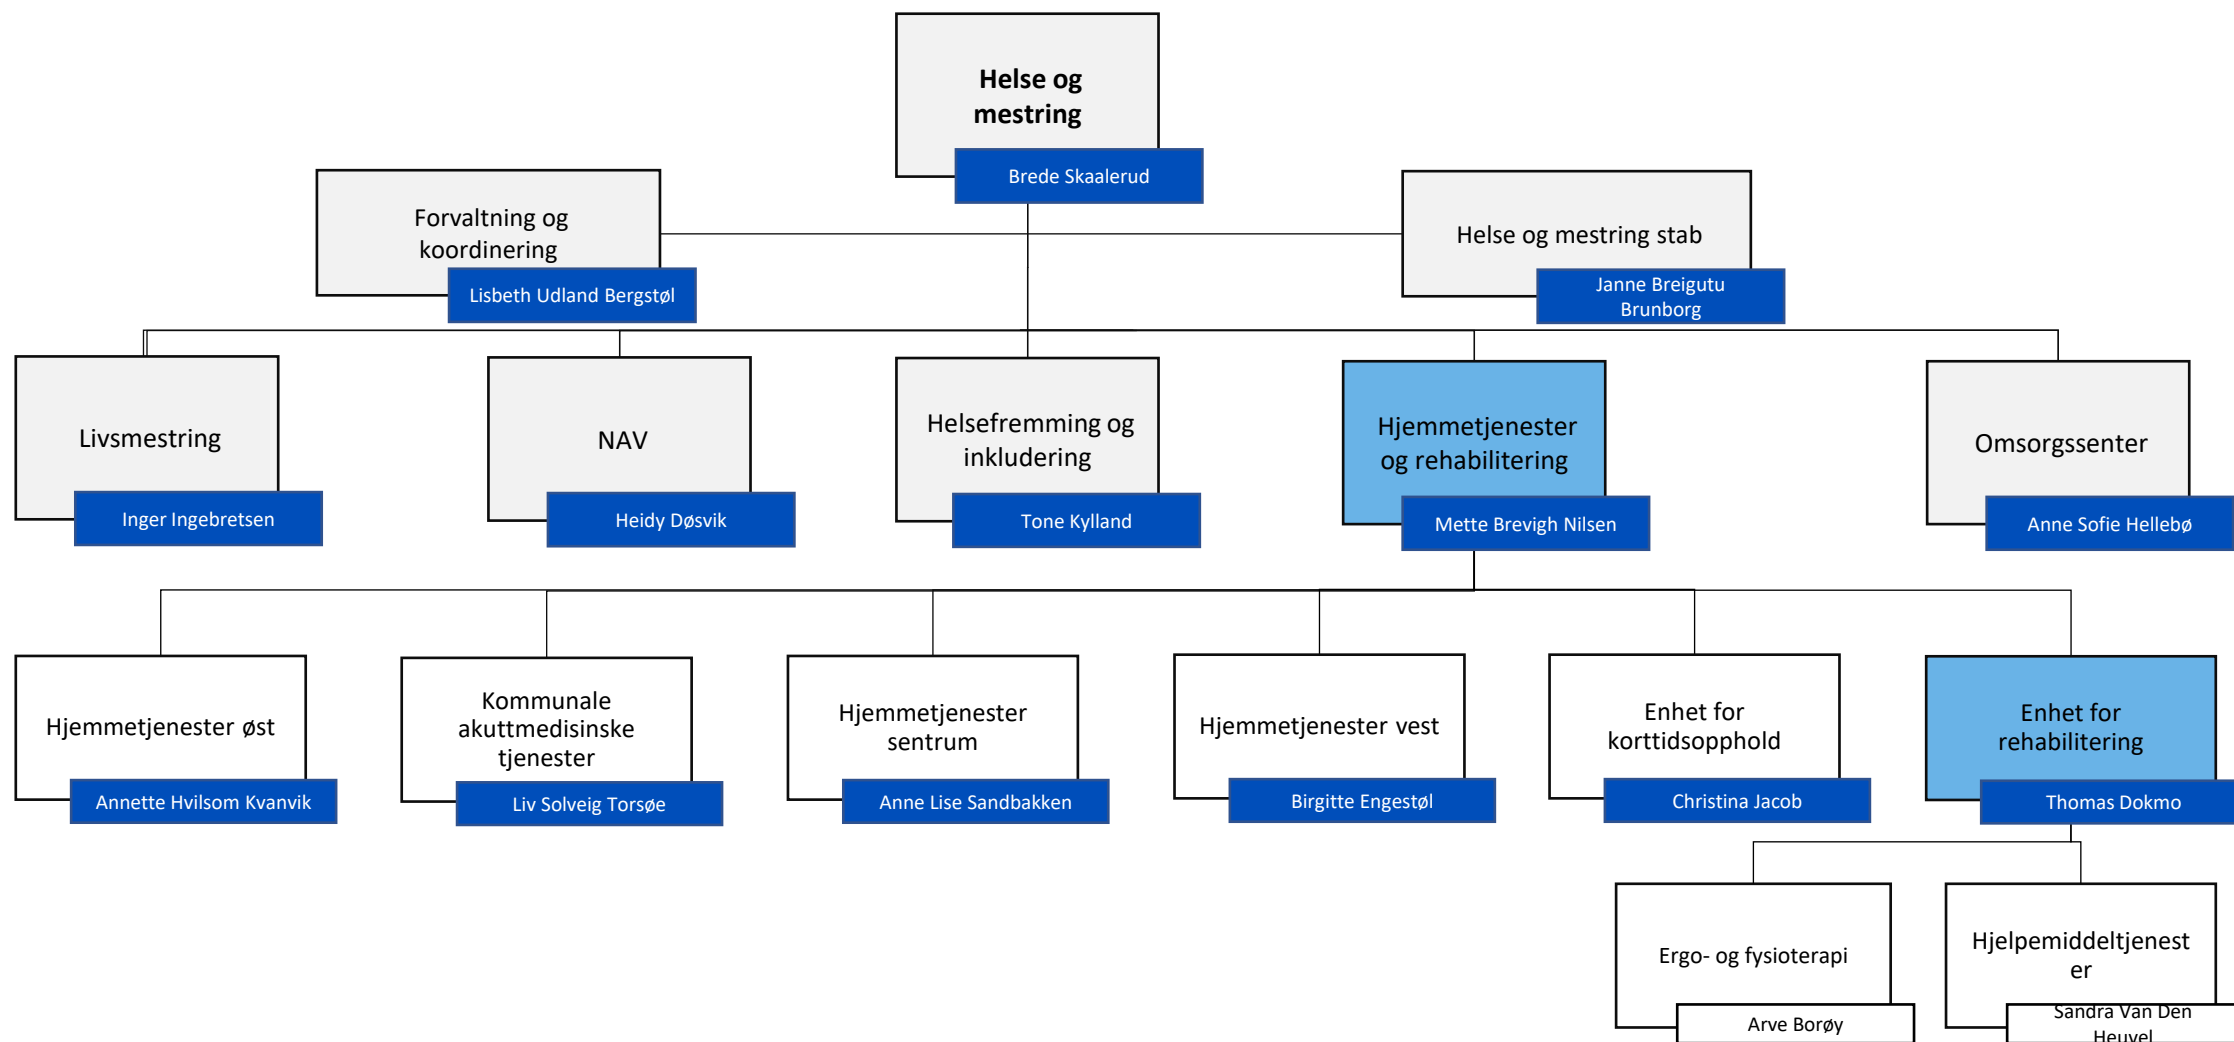 Helse og
mestring
Brede Skaalerud
Forvaltning og
koordinering
Lisbeth Udland Bergstøl
Helse og mestring stab
Janne Breigutu
Brunborg
Livsmestring
Inger Ingebretsen
NAV
Heidy Døsvik
Helsefremming og
inkludering
Tone Kylland
Hjemmetjenester
og rehabilitering
Mette Brevigh Nilsen
Omsorgssenter
Anne Sofie Hellebø
Hjemmetjenester øst
Annette Hvilsom Kvanvik
Kommunale
akuttmedisinske
tjenester
Liv Solveig Torsøe
Hjemmetjenester
sentrum
Anne Lise Sandbakken
Hjemmetjenester vest
Birgitte Engestøl
Enhet for
korttidsopphold
Christina Jacob
Enhet for
rehabilitering
Thomas Dokmo
Ergo- og fysioterapi
Arve Borøy
Hjelpemiddeltjenest
er
Sandra Van Den
Heuvel